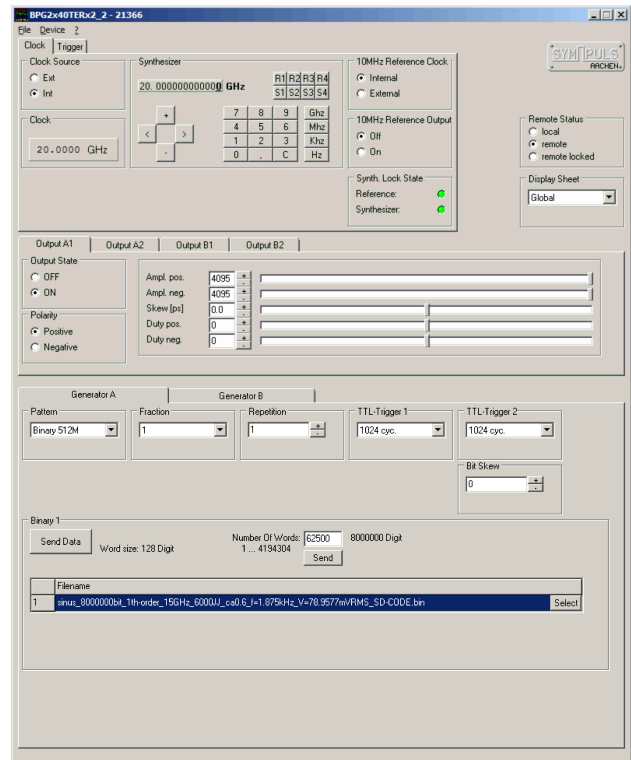 BPG2x40TERx2_2 - 21366
File Device ?
Clock Trigger
SYMPULS
AACHEN
Clock Source
Ext
Int
Synthesizer
20. 00000000000 GHz
R1 R2 R3 R4
S1 S2 S3 S4
+
< >
-
7 8 9 Ghz
4 5 6 Mhz
1 2 3 Khz
0 . C Hz
Clock
20.0000 GHz
10MHz Reference Clock
Internal
External
10MHz Reference Output
Off
On
Synth. Lock State
Reference:
Synthesizer:
Remote Status
local
remote
remote locked
Display Sheet
Global
Output A1 Output A2 Output B1 Output B2
Output State
OFF
ON
Polarity
Positive
Negative
Ampl. pos. 4095 + -
Ampl. neg. 4095 + -
Skew [ps] 0.0 + -
Duty pos. 0 + -
Duty neg. 0 + -
Generator A Generator B
Pattern
Binary 512M
Fraction
1
Repetition
1 + -
TTL-Trigger 1
1024 cyc.
TTL-Trigger 2
1024 cyc.
Bit Skew
0 + -
Binary 1
Send Data
Word size: 128 Digit
Number Of Words: 62500 8000000 Digit
1 ... 4194304
Send
Filename
1 sinus_8000000bit_1th-order_15GHz_6000JJ_ca0.6_f=1.875kHz_V=78.9577mVRMS_SD-CODE.bin Select